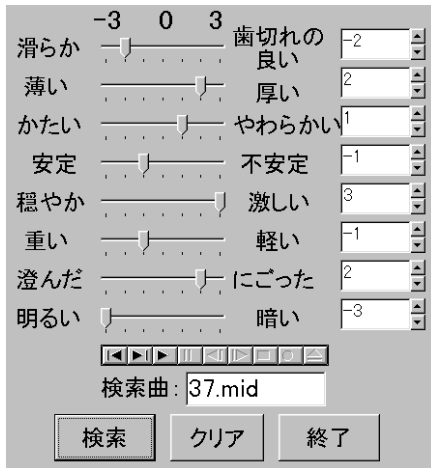 -3 0 3
滑らか 歯切れの良い -2
薄い 厚い 2
かたい やわらかい 1
安定 不安定 -1
穏やか 激しい 3
重い 軽い -1
澄んだ にごった 2
明るい 暗い -3
検索曲: 37.mid
検索 クリア 終了